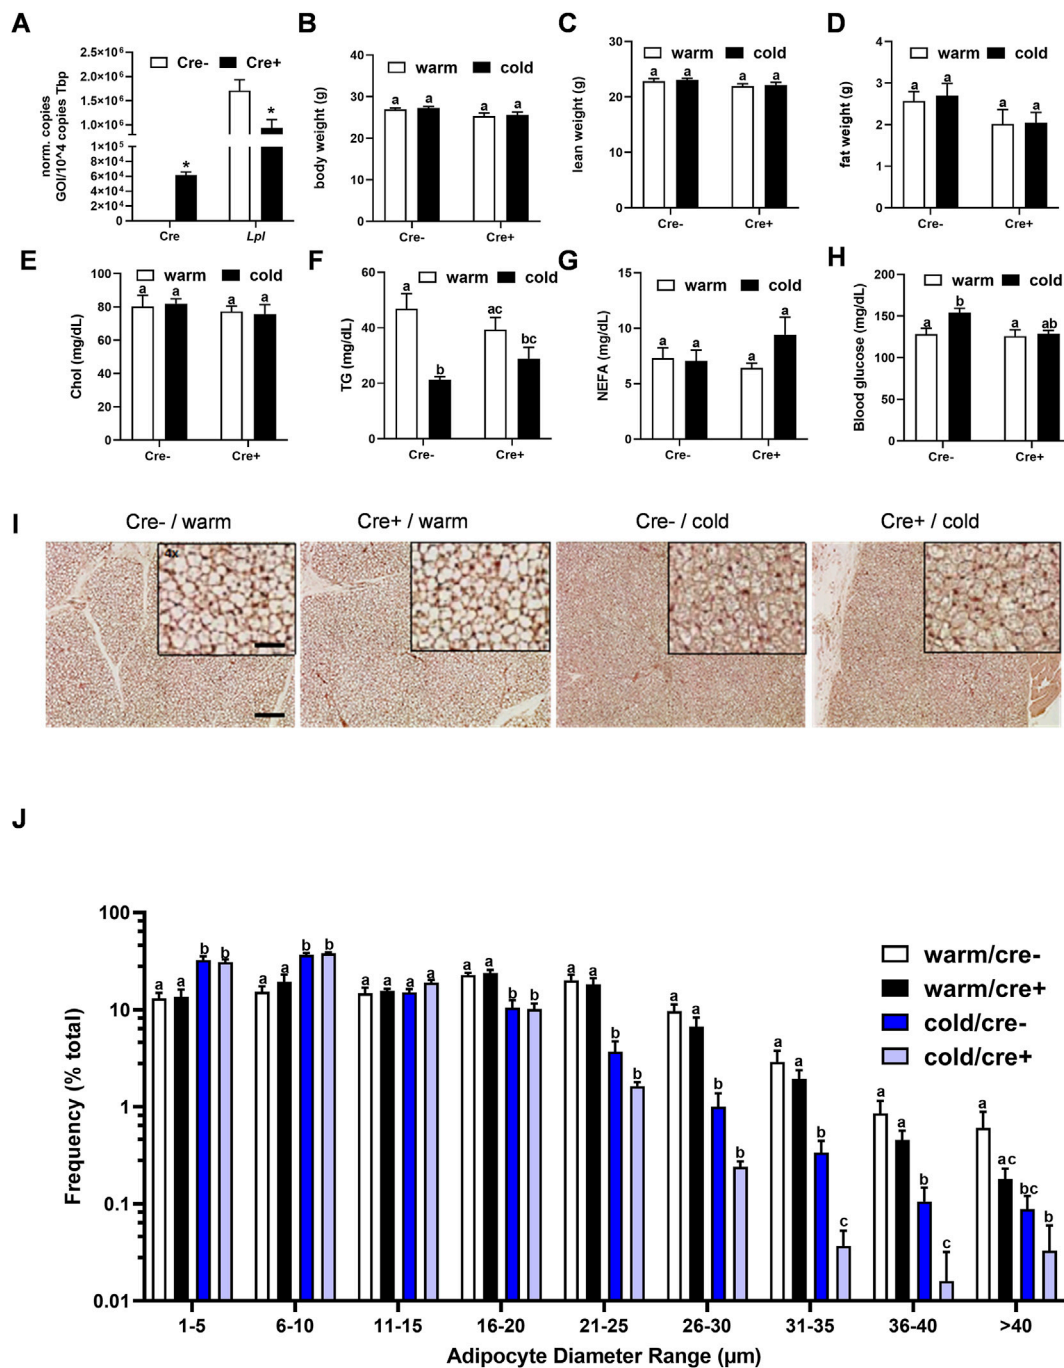 A
norm. copies
GOI/10^4 copies Tbp
2.5×10⁶
2.0×10⁶
1.5×10⁶
1.0×10⁶
1×10⁵
8×10⁴
6×10⁴
4×10⁴
2×10⁴
0
Cre- Cre+
* *
Cre Lpl
B
body weight (g)
40
30
20
10
0
warm cold
a a a a
Cre- Cre+
C
lean weight (g)
30
20
10
0
warm cold
a a a a
Cre- Cre+
D
fat weight (g)
4
3
2
1
0
warm cold
a a a a
Cre- Cre+
E
Chol (mg/dL)
100
80
60
40
20
0
warm cold
a a a a
Cre- Cre+
F
TG (mg/dL)
60
40
20
0
warm cold
a b ac bc
Cre- Cre+
G
NEFA (mg/dL)
15
10
5
0
warm cold
a a a a
Cre- Cre+
H
Blood glucose (mg/dL)
200
150
100
50
0
warm cold
a b a ab
Cre- Cre+
I
Cre- / warm Cre+ / warm Cre- / cold Cre+ / cold
4x
J
Frequency (% total)
100
10
1
0.1
0.01
warm/cre-
warm/cre+
cold/cre-
cold/cre+
a a b b a a b b a a a a a a b b a a b b a a b b a a b c a a b c a ac bc b
1-5 6-10 11-15 16-20 21-25 26-30 31-35 36-40 >40
Adipocyte Diameter Range (µm)